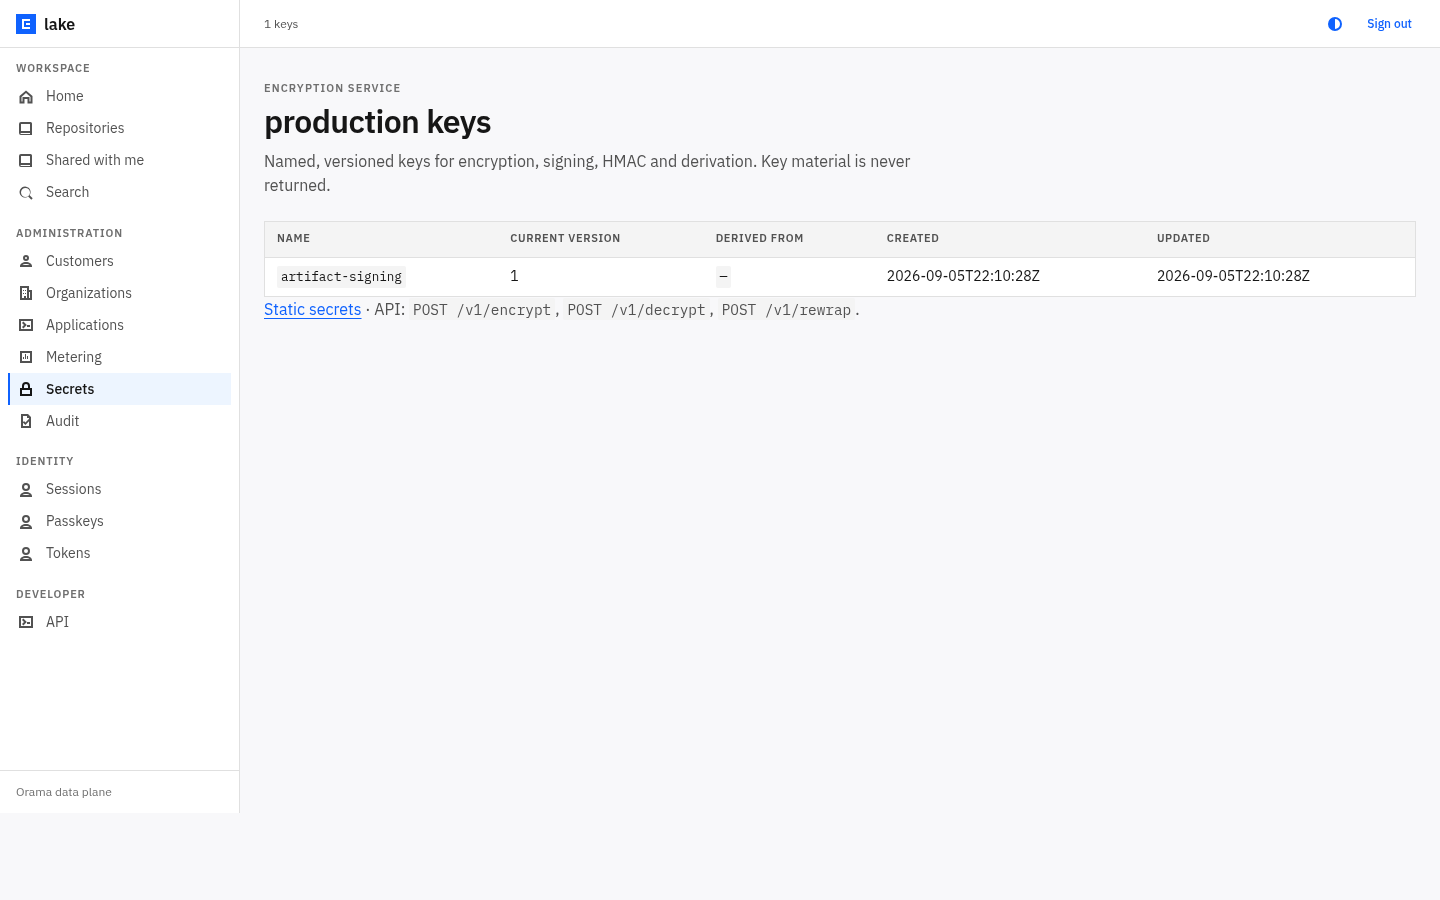 lake
1 keys
Sign out
WORKSPACE
Home
Repositories
Shared with me
Search
ADMINISTRATION
Customers
Organizations
Applications
Metering
Secrets
Audit
IDENTITY
Sessions
Passkeys
Tokens
DEVELOPER
API
Orama data plane
ENCRYPTION SERVICE
production keys
Named, versioned keys for encryption, signing, HMAC and derivation. Key material is never
returned.
NAME CURRENT VERSION DERIVED FROM CREATED UPDATED
artifact-signing 1 — 2026-09-05T22:10:28Z 2026-09-05T22:10:28Z
Static secrets · API: POST /v1/encrypt, POST /v1/decrypt, POST /v1/rewrap.